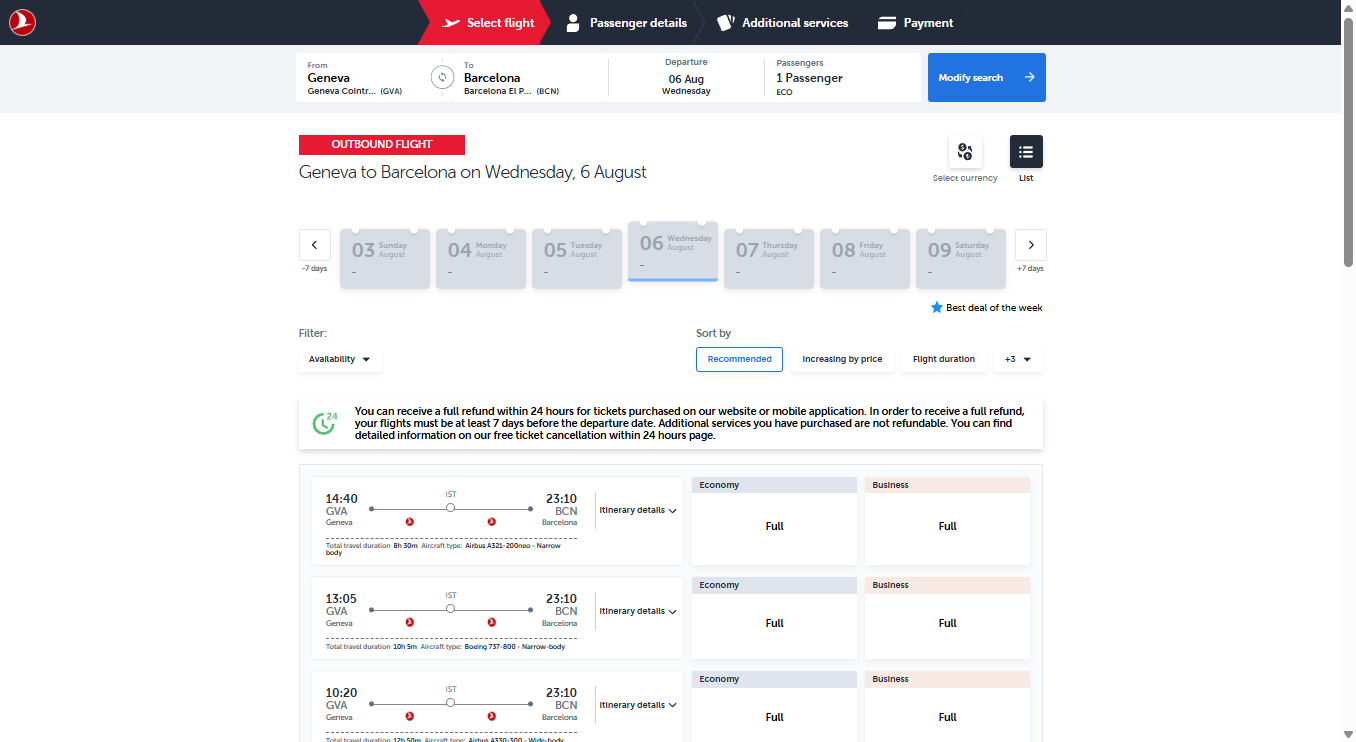 Select flight
Passenger details
Additional services
Payment
From
Geneva
Geneva Cointr... (GVA)
To
Barcelona
Barcelona El P... (BCN)
Departure
06 Aug
Wednesday
Passengers
1 Passenger
ECO
Modify search
OUTBOUND FLIGHT
Geneva to Barcelona on Wednesday, 6 August
Select currency
List
-7 days
03 Sunday August
-
04 Monday August
-
05 Tuesday August
-
06 Wednesday August
-
07 Thursday August
-
08 Friday August
-
09 Saturday August
-
+7 days
Best deal of the week
Filter:
Availability
Sort by
Recommended
Increasing by price
Flight duration
+3
24
You can receive a full refund within 24 hours for tickets purchased on our website or mobile application. In order to receive a full refund,
your flights must be at least 7 days before the departure date. Additional services you have purchased are not refundable. You can find
detailed information on our free ticket cancellation within 24 hours page.
14:40
GVA
Geneva
IST
23:10
BCN
Barcelona
Itinerary details
Total travel duration 8h 30m Aircraft type: Airbus A321-200neo - Narrow
body
Economy
Full
Business
Full
13:05
GVA
Geneva
IST
23:10
BCN
Barcelona
Itinerary details
Total travel duration 10h 5m Aircraft type: Boeing 737-800 - Narrow-body
Economy
Full
Business
Full
10:20
GVA
Geneva
IST
23:10
BCN
Barcelona
Itinerary details
Total travel duration 12h 50m Aircraft type: Airbus A330-300 - Wide-body
Economy
Full
Business
Full